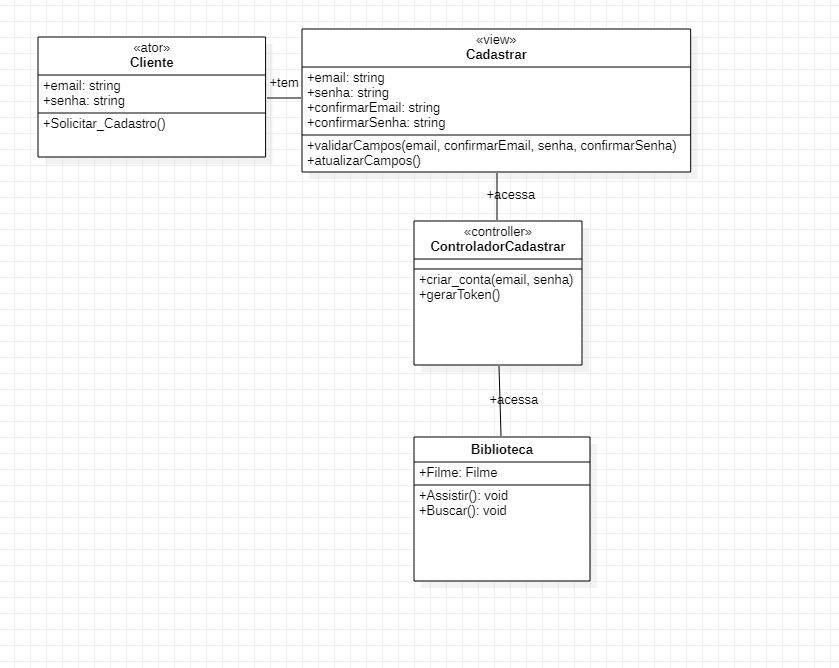 «ator»
Cliente
+email: string
+senha: string
+Solicitar_Cadastro()
+tem
«view»
Cadastrar
+email: string
+senha: string
+confirmarEmail: string
+confirmarSenha: string
+validarCampos(email, confirmarEmail, senha, confirmarSenha)
+atualizarCampos()
+acessa
«controller»
ControladorCadastrar
+criar_conta(email, senha)
+gerarToken()
+acessa
Biblioteca
+Filme: Filme
+Assistir(): void
+Buscar(): void